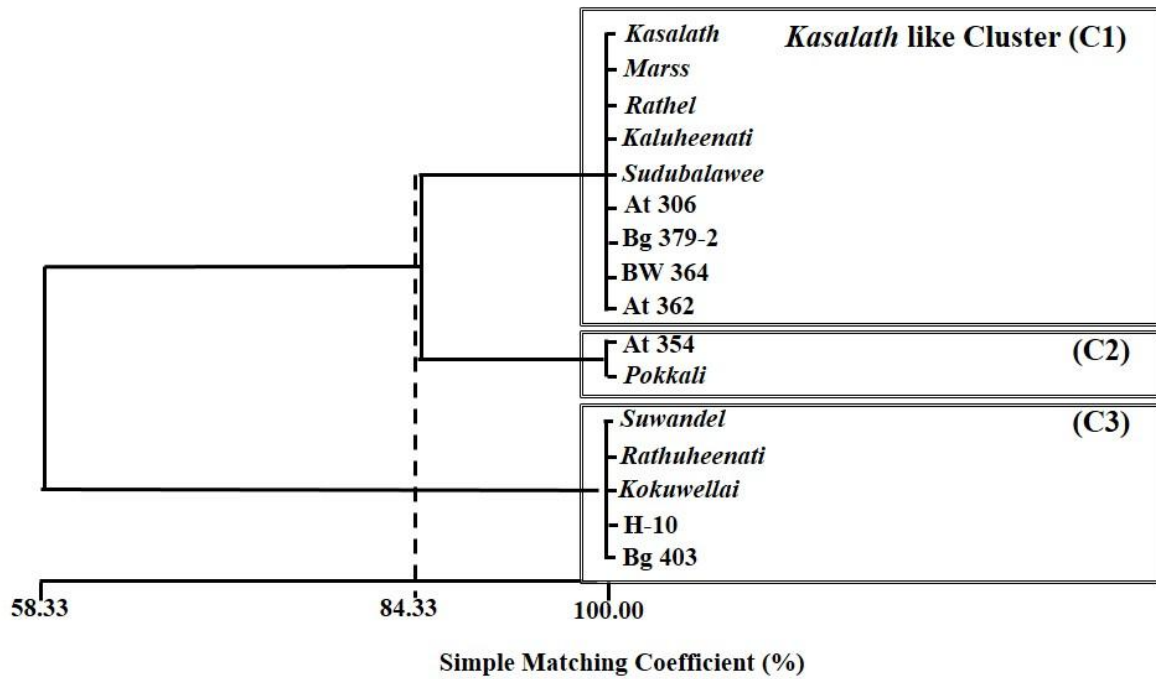 Kasalath like Cluster (C1)
Kasalath
Marss
Rathel
Kaluheenati
Sudubalawee
At 306
Bg 379-2
BW 364
At 362
(C2)
At 354
Pokkali
(C3)
Suwandel
Rathuheenati
Kokuwellai
H-10
Bg 403
58.33
84.33
100.00
Simple Matching Coefficient (%)